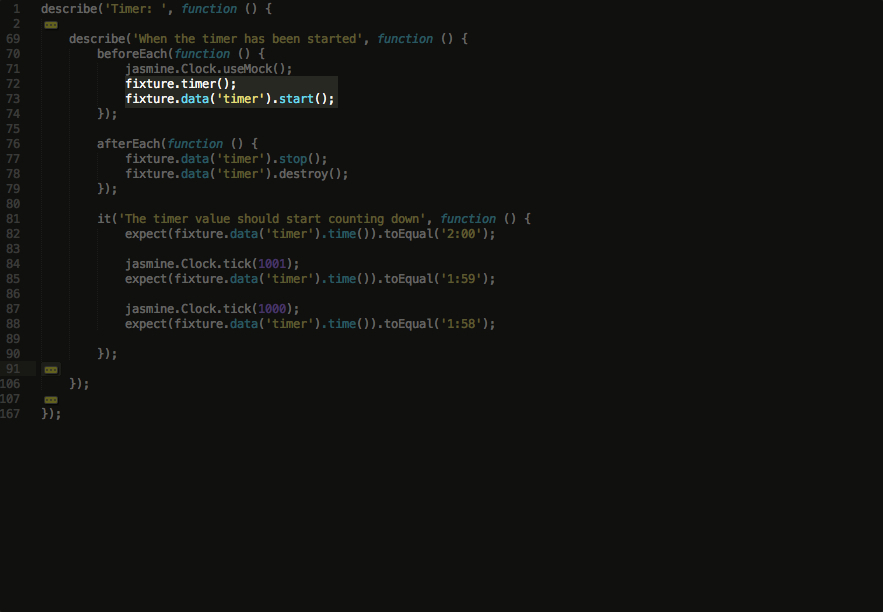 1 describe('Timer: ', function () {
2
69 describe('When the timer has been started', function () {
70 beforeEach(function () {
71 jasmine.Clock.useMock();
72 fixture.timer();
73 fixture.data('timer').start();
74 });
75
76 afterEach(function () {
77 fixture.data('timer').stop();
78 fixture.data('timer').destroy();
79 });
80
81 it('The timer value should start counting down', function () {
82 expect(fixture.data('timer').time()).toEqual('2:00');
83
84 jasmine.Clock.tick(1001);
85 expect(fixture.data('timer').time()).toEqual('1:59');
86
87 jasmine.Clock.tick(1000);
88 expect(fixture.data('timer').time()).toEqual('1:58');
89
90 });
91
106 });
107
167 });